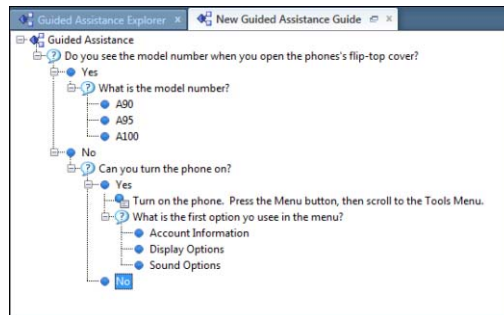 Guided Assistance Explorer
New Guided Assistance Guide
Guided Assistance
Do you see the model number when you open the phones's flip-top cover?
Yes
What is the model number?
A90
A95
A100
No
Can you turn the phone on?
Yes
Turn on the phone. Press the Menu button, then scroll to the Tools Menu.
What is the first option yo usee in the menu?
Account Information
Display Options
Sound Options
No